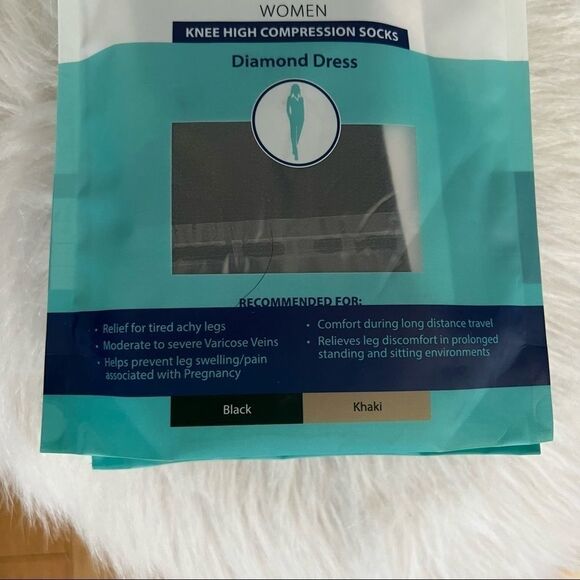 WOMEN
KNEE HIGH COMPRESSION SOCKS
Diamond Dress
RECOMMENDED FOR:
• Relief for tired achy legs
• Moderate to severe Varicose Veins
• Helps prevent leg swelling/pain
associated with Pregnancy
• Comfort during long distance travel
• Relieves leg discomfort in prolonged
standing and sitting environments
Black
Khaki